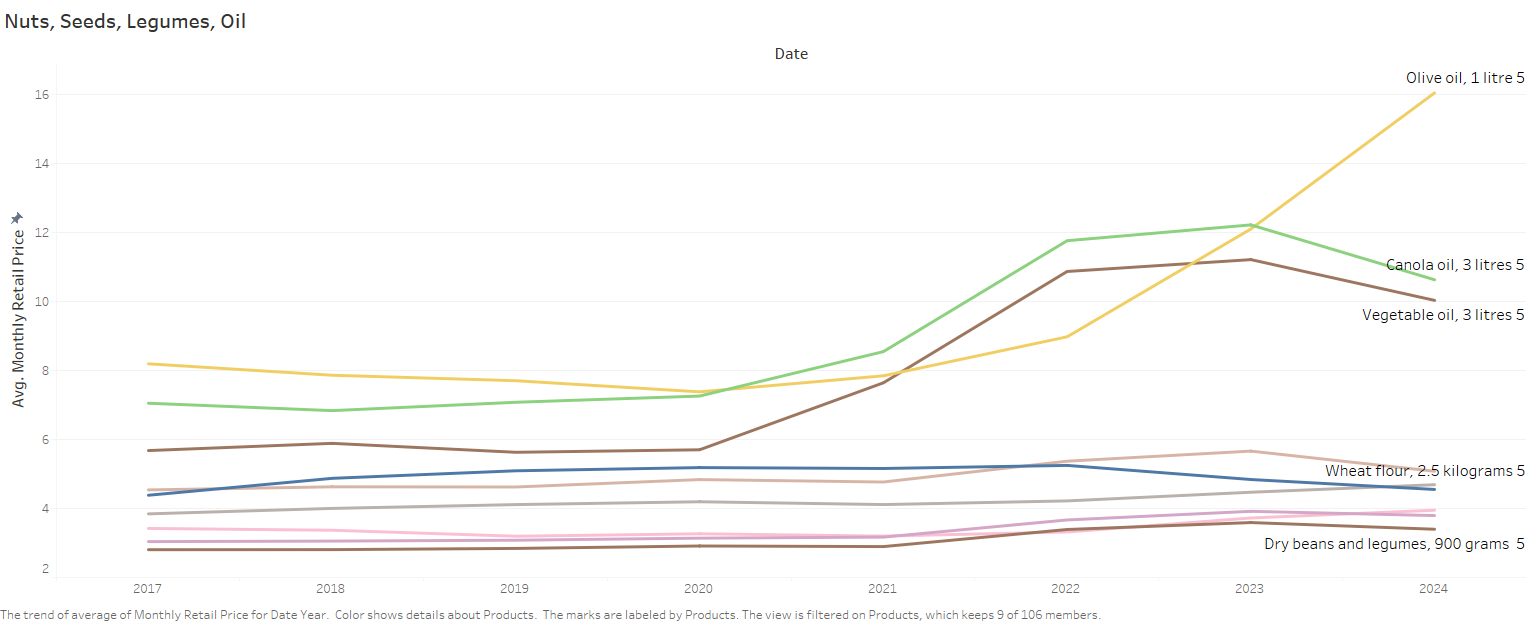 Nuts, Seeds, Legumes, Oil
Date
Avg. Monthly Retail Price
16
14
12
10
8
6
4
2
Olive oil, 1 litre 5
Canola oil, 3 litres 5
Vegetable oil, 3 litres 5
Wheat flour, 2.5 kilograms 5
Dry beans and legumes, 900 grams 5
2017 2018 2019 2020 2021 2022 2023 2024
The trend of average of Monthly Retail Price for Date Year. Color shows details about Products. The marks are labeled by Products. The view is filtered on Products, which keeps 9 of 106 members.